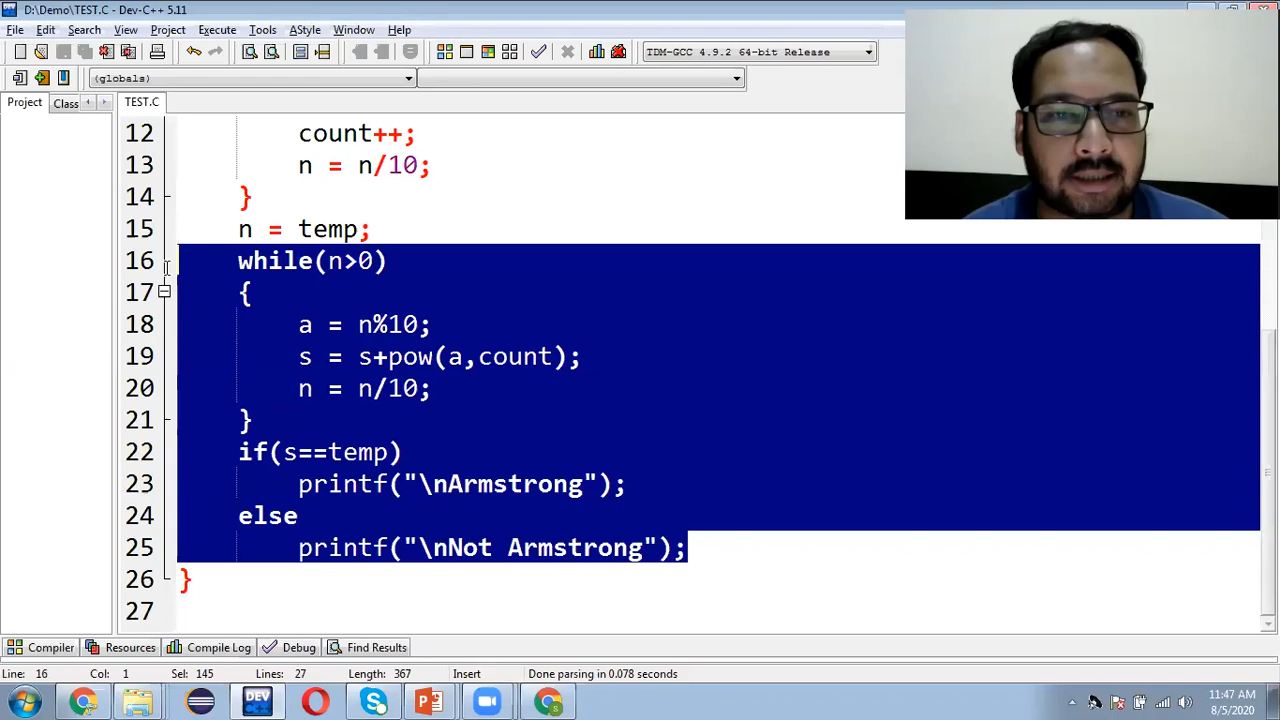 D:\Demo\TEST.C - Dev-C++ 5.11
File Edit Search View Project Execute Tools AStyle Window Help
TDM-GCC 4.9.2 64-bit Release
(globals)
Project Class TEST.C
12 count++;
13 n = n/10;
14 }
15 n = temp;
16 while(n>0)
17 {
18 a = n%10;
19 s = s+pow(a,count);
20 n = n/10;
21 }
22 if(s==temp)
23 printf("\nArmstrong");
24 else
25 printf("\nNot Armstrong");
26 }
27
Compiler Resources Compile Log Debug Find Results
Line: 16 Col: 1 Sel: 145 Lines: 27 Length: 367 Insert Done parsing in 0.078 seconds
DEV C++
11:47 AM
8/5/2020